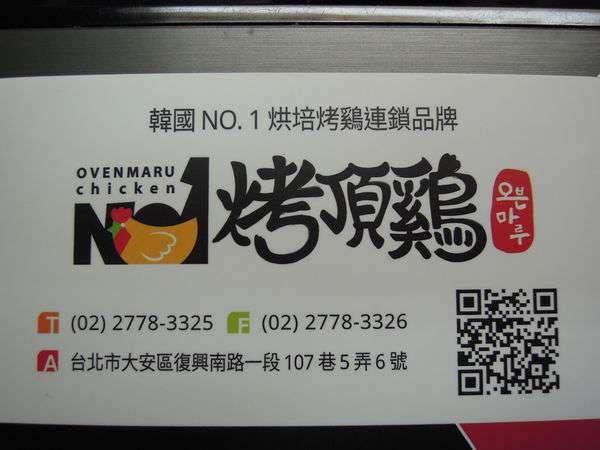 韓國 NO. 1 烘培烤鷄連鎖品牌
OVENMARU
chicken
NO1
烤頂鷄
오븐
마루
T (02) 2778-3325 F (02) 2778-3326
A 台北市大安區復興南路一段 107 巷 5 弄 6 號